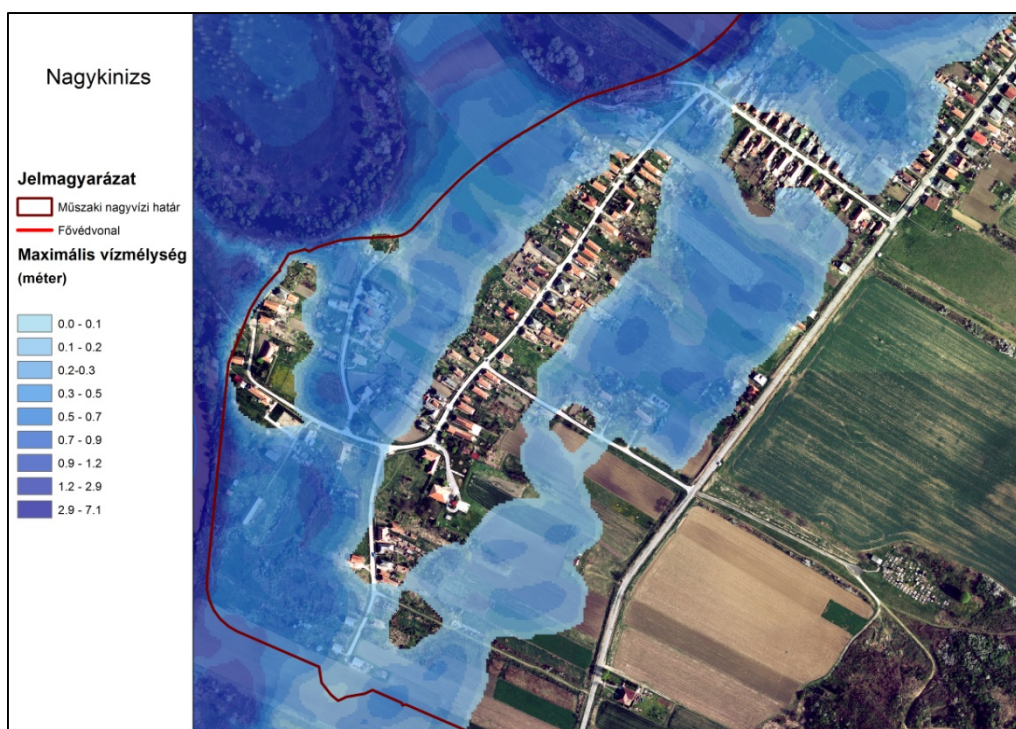 Nagykinizs
Jelmagyarázat
Műszaki nagyvízi határ
Fővédvonal
Maximális vízmélység
(méter)
0.0 - 0.1
0.1 - 0.2
0.2-0.3
0.3 - 0.5
0.5 - 0.7
0.7 - 0.9
0.9 - 1.2
1.2 - 2.9
2.9 - 7.1